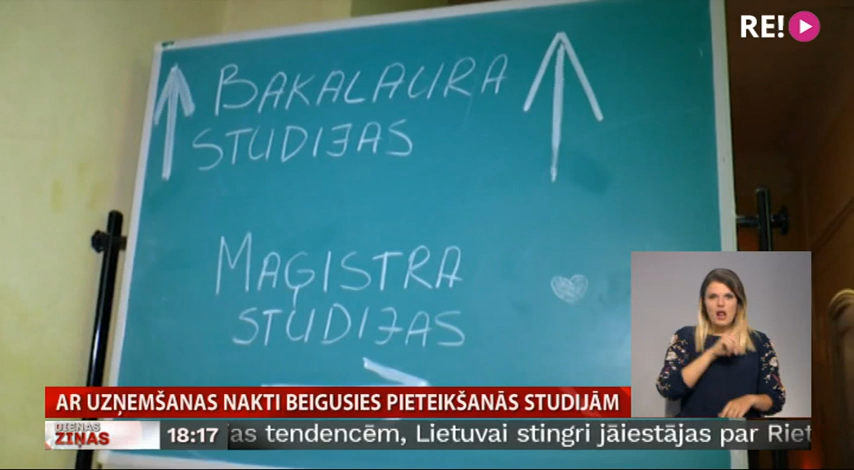 RE!
BAKALAURA
STUDIJAS
MAĢISTRA
STUDIJAS
AR UZŅEMŠANAS NAKTI BEIGUSIES PIETEIKŠANĀS STUDIJĀM
DIENAS
ZIŅAS
18:17
as tendencēm, Lietuvai stingri jāiestājas par Riet